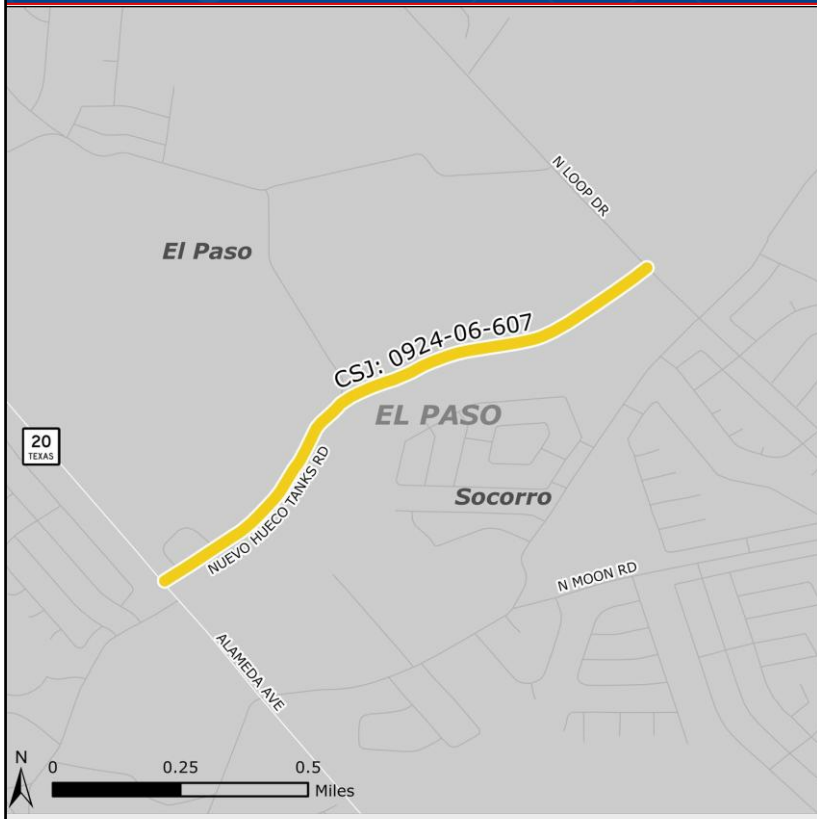 N LOOP DR
El Paso
CSJ: 0924-06-607
EL PASO
20
TEXAS
NUEVO HUECO TANKS RD
Socorro
N MOON RD
ALAMEDA AVE
N
0 0.25 0.5
Miles